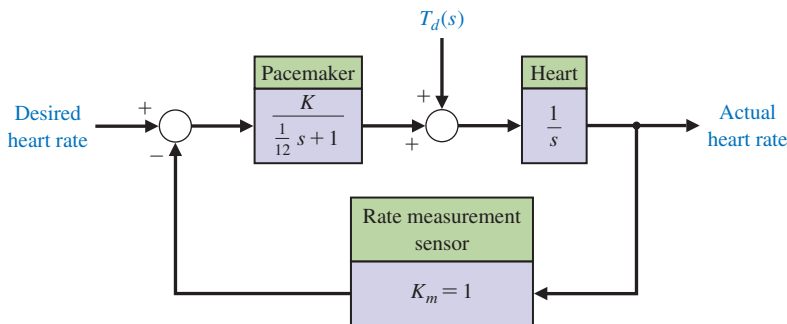 T_d(s)
Pacemaker
Heart
Desired
heart rate
+
−
K
1
12
s + 1
+
+
1
s
Actual
heart rate
Rate measurement
sensor
K_m = 1